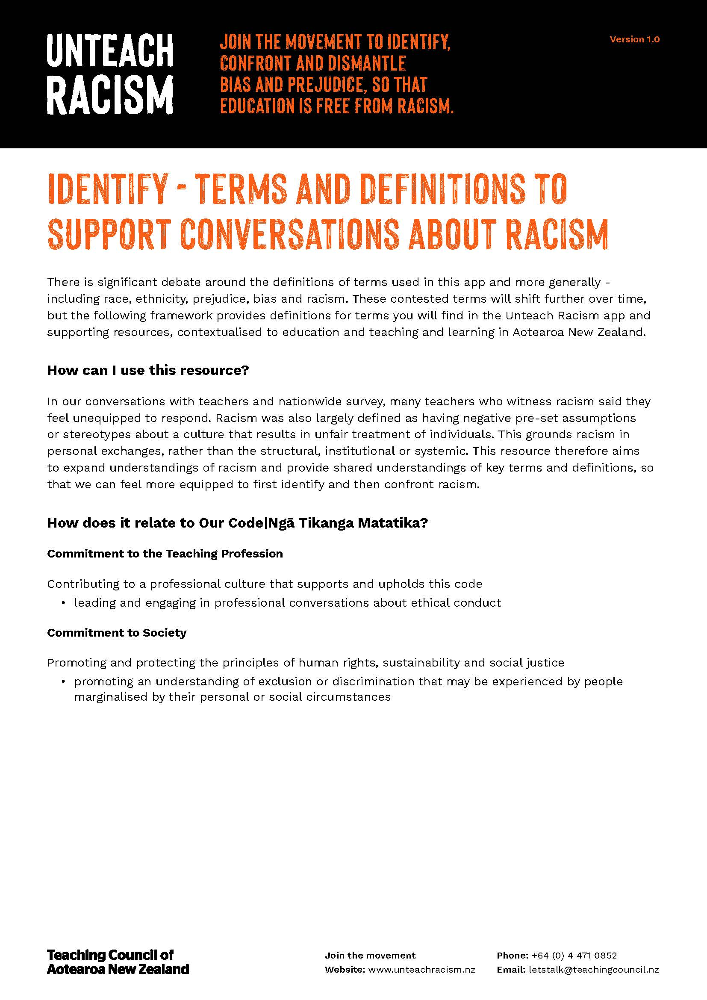 UNTEACH
RACISM
JOIN THE MOVEMENT TO IDENTIFY,
CONFRONT AND DISMANTLE
BIAS AND PREJUDICE, SO THAT
EDUCATION IS FREE FROM RACISM.
Version 1.0
IDENTIFY - TERMS AND DEFINITIONS TO
SUPPORT CONVERSATIONS ABOUT RACISM
There is significant debate around the definitions of terms used in this app and more generally -
including race, ethnicity, prejudice, bias and racism. These contested terms will shift further over time,
but the following framework provides definitions for terms you will find in the Unteach Racism app and
supporting resources, contextualised to education and teaching and learning in Aotearoa New Zealand.
How can I use this resource?
In our conversations with teachers and nationwide survey, many teachers who witness racism said they
feel unequipped to respond. Racism was also largely defined as having negative pre-set assumptions
or stereotypes about a culture that results in unfair treatment of individuals. This grounds racism in
personal exchanges, rather than the structural, institutional or systemic. This resource therefore aims
to expand understandings of racism and provide shared understandings of key terms and definitions, so
that we can feel more equipped to first identify and then confront racism.
How does it relate to Our Code|Ngā Tikanga Matatika?
Commitment to the Teaching Profession
Contributing to a professional culture that supports and upholds this code
• leading and engaging in professional conversations about ethical conduct
Commitment to Society
Promoting and protecting the principles of human rights, sustainability and social justice
• promoting an understanding of exclusion or discrimination that may be experienced by people
marginalised by their personal or social circumstances
Teaching Council of
Aotearoa New Zealand
Join the movement
Website: www.unteachracism.nz
Phone: +64 (0) 4 471 0852
Email: letstalk@teachingcouncil.nz